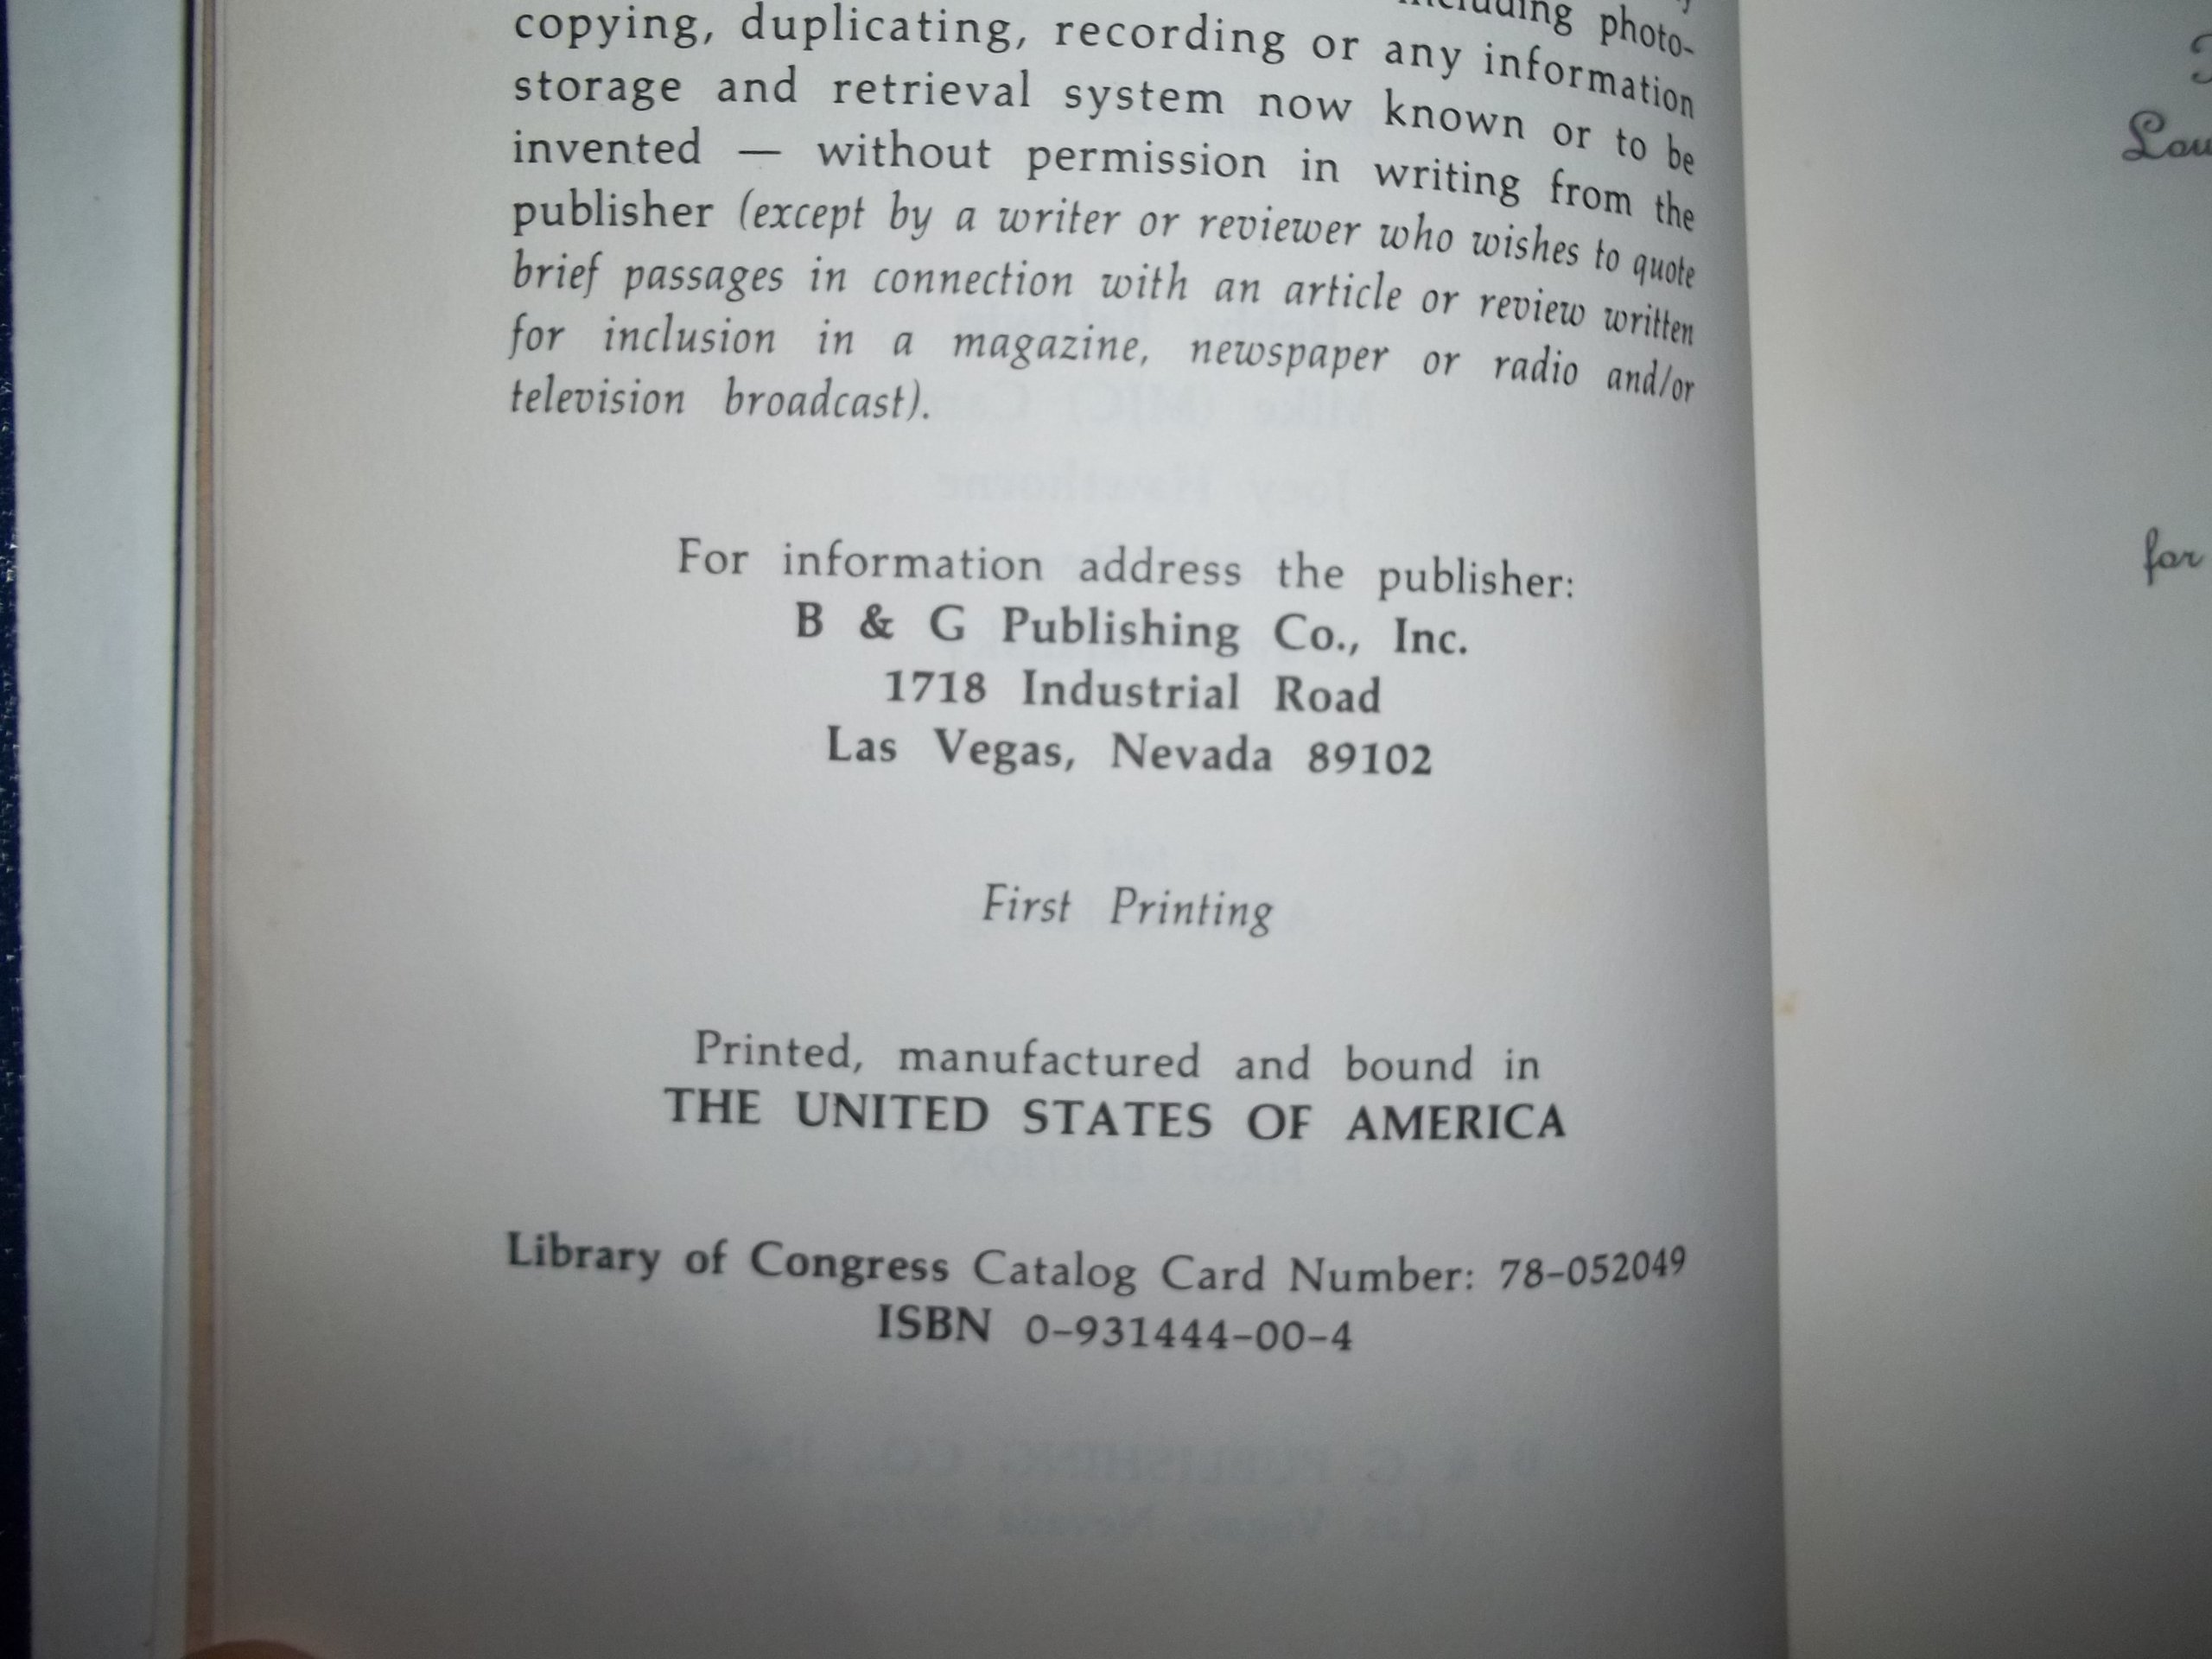 including photo-
copying, duplicating, recording or any information
storage and retrieval system now known or to be
invented — without permission in writing from the
publisher (except by a writer or reviewer who wishes to quote
brief passages in connection with an article or review written
for inclusion in a magazine, newspaper or radio and/or
television broadcast).
For information address the publisher:
B & G Publishing Co., Inc.
1718 Industrial Road
Las Vegas, Nevada 89102
First Printing
Printed, manufactured and bound in
THE UNITED STATES OF AMERICA
Library of Congress Catalog Card Number: 78-052049
ISBN 0-931444-00-4
for